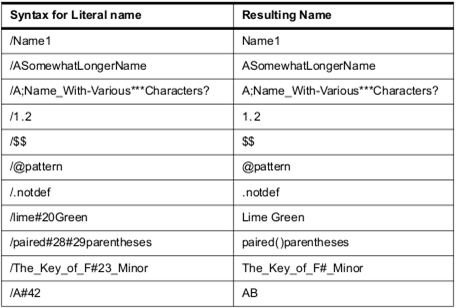 Syntax for Literal name Resulting Name
/Name1 Name1
/ASomewhatLongerName ASomewhatLongerName
/A;Name_With-Various***Characters? A;Name_With-Various***Characters?
/1.2 1.2
/$$ $$
/@pattern @pattern
/.notdef .notdef
/lime#20Green Lime Green
/paired#28#29parentheses paired()parentheses
/The_Key_of_F#23_Minor The_Key_of_F#_Minor
/A#42 AB